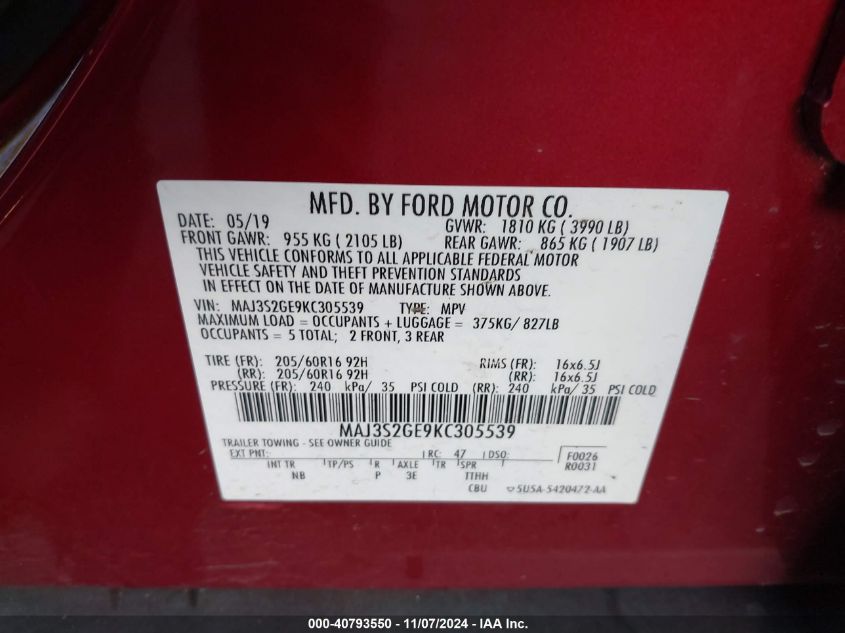 MFD. BY FORD MOTOR CO.
DATE: 05/19 GVWR: 1810 KG ( 3990 LB)
FRONT GAWR: 955 KG ( 2105 LB) REAR GAWR: 865 KG ( 1907 LB)
THIS VEHICLE CONFORMS TO ALL APPLICABLE FEDERAL MOTOR
VEHICLE SAFETY AND THEFT PREVENTION STANDARDS
IN EFFECT ON THE DATE OF MANUFACTURE SHOWN ABOVE.
VIN: MAJ3S2GE9KC305539 TYPE: MPV
MAXIMUM LOAD = OCCUPANTS + LUGGAGE = 375KG/ 827LB
OCCUPANTS = 5 TOTAL; 2 FRONT, 3 REAR
TIRE (FR): 205/60R16 92H RIMS (FR): 16x6.5J
(RR): 205/60R16 92H (RR): 16x6.5J
PRESSURE (FR): 240 kPa/ 35 PSI COLD (RR): 240 kPa/ 35 PSI COLD
MAJ3S2GE9KC305539
TRAILER TOWING - SEE OWNER GUIDE
EXT PNT: RC: 47 DSO: F0026
INT TR TP/PS R AXLE TR SPR R0031
NB P 3E TTHH
CBU 5U5A-5420472-AA
000-40793550 - 11/07/2024 - IAA Inc.